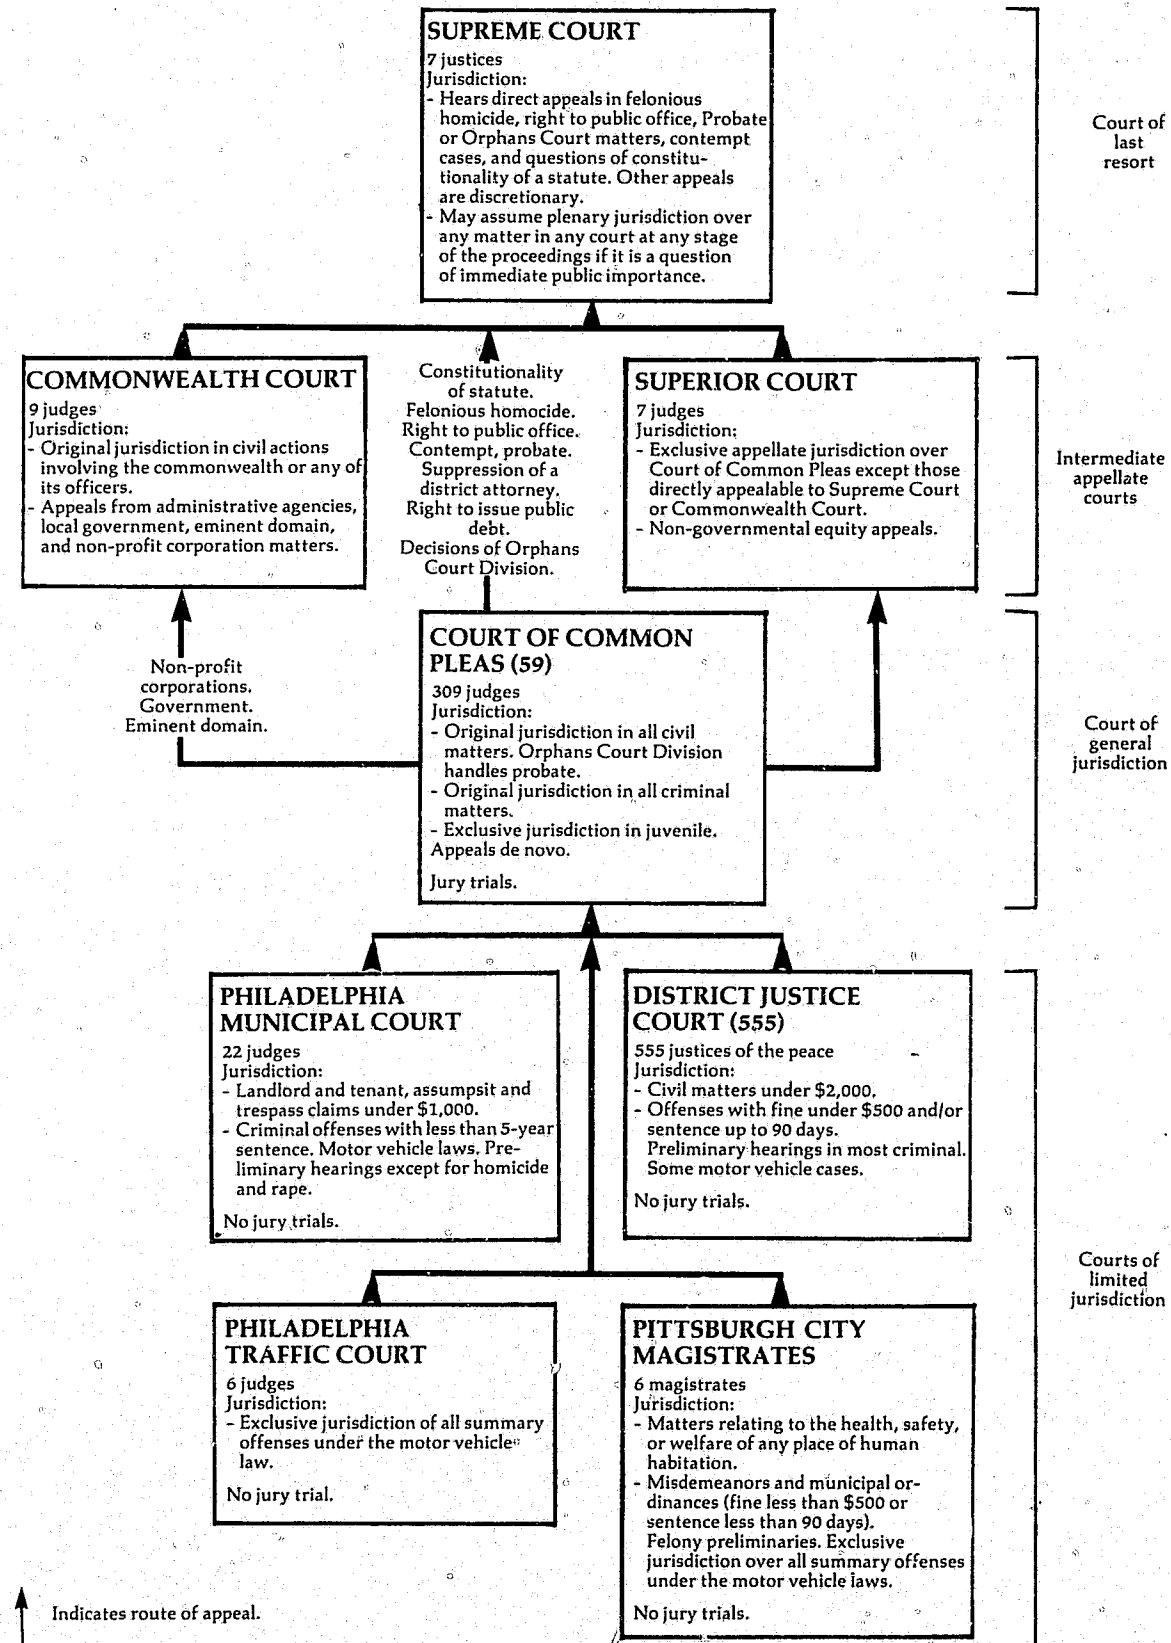 SUPREME COURT
7 justices
Jurisdiction:
- Hears direct appeals in felonious
homicide, right to public office, Probate
or Orphans Court matters, contempt
cases, and questions of constitu-
tionality of a statute. Other appeals
are discretionary.
- May assume plenary jurisdiction over
any matter in any court at any stage
of the proceedings if it is a question
of immediate public importance.
Court of
last
resort
COMMONWEALTH COURT
9 judges
Jurisdiction:
- Original jurisdiction in civil actions
involving the commonwealth or any of
its officers.
- Appeals from administrative agencies,
local government, eminent domain,
and non-profit corporation matters.
Constitutionality
of statute.
Felonious homocide.
Right to public office.
Contempt, probate.
Suppression of a
district attorney.
Right to issue public
debt.
Decisions of Orphans
Court Division.
SUPERIOR COURT
7 judges
Jurisdiction:
- Exclusive appellate jurisdiction over
Court of Common Pleas except those
directly appealable to Supreme Court
or Commonwealth Court.
- Non-governmental equity appeals.
Intermediate
appellate
courts
Non-profit
corporations.
Government.
Eminent domain.
COURT OF COMMON
PLEAS (59)
309 judges
Jurisdiction:
- Original jurisdiction in all civil
matters. Orphans Court Division
handles probate.
- Original jurisdiction in all criminal
matters.
- Exclusive jurisdiction in juvenile.
Appeals de novo.
Jury trials.
Court of
general
jurisdiction
PHILADELPHIA
MUNICIPAL COURT
22 judges
Jurisdiction:
- Landlord and tenant, assumpsit and
trespass claims under $1,000.
- Criminal offenses with less than 5-year
sentence. Motor vehicle laws. Pre-
liminary hearings except for homicide
and rape.
No jury trials.
DISTRICT JUSTICE
COURT (555)
555 justices of the peace
Jurisdiction:
- Civil matters under $2,000.
- Offenses with fine under $500 and/or
sentence up to 90 days.
Preliminary hearings in most criminal.
Some motor vehicle cases.
No jury trials.
Courts of
limited
jurisdiction
PHILADELPHIA
TRAFFIC COURT
6 judges
Jurisdiction:
- Exclusive jurisdiction of all summary
offenses under the motor vehicle
law.
No jury trial.
PITTSBURGH CITY
MAGISTRATES
6 magistrates
Jurisdiction:
- Matters relating to the health, safety,
or welfare of any place of human
habitation.
- Misdemeanors and municipal or-
dinances (fine less than $500 or
sentence less than 90 days).
Felony preliminaries. Exclusive
jurisdiction over all summary offenses
under the motor vehicle laws.
No jury trials.
Indicates route of appeal.